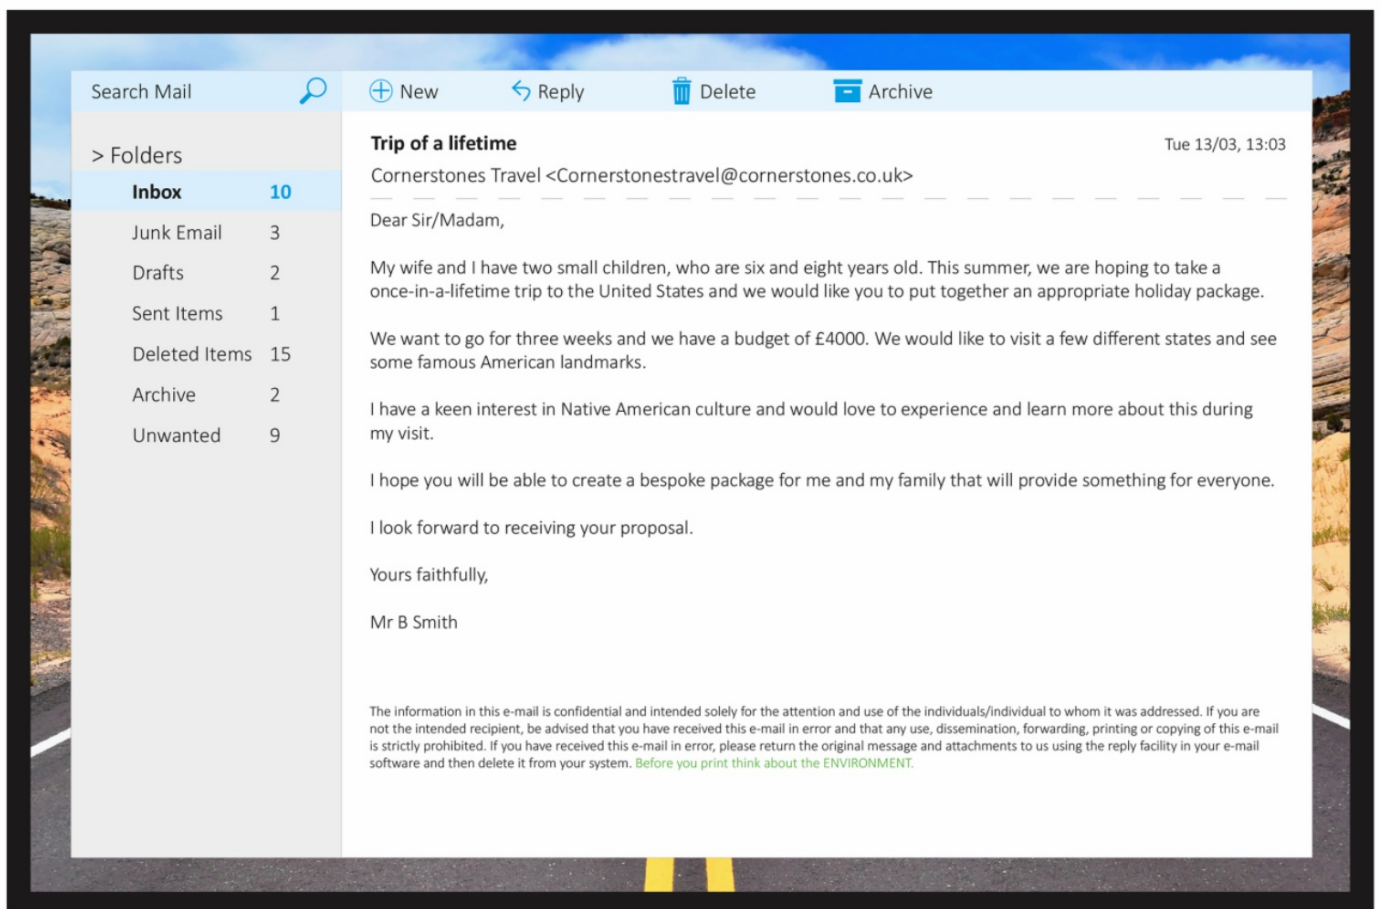 Search Mail
New Reply Delete Archive
> Folders
Inbox 10
Junk Email 3
Drafts 2
Sent Items 1
Deleted Items 15
Archive 2
Unwanted 9
Trip of a lifetime Tue 13/03, 13:03
Cornerstones Travel <Cornerstonestravel@cornerstones.co.uk>
Dear Sir/Madam,
My wife and I have two small children, who are six and eight years old. This summer, we are hoping to take a
once-in-a-lifetime trip to the United States and we would like you to put together an appropriate holiday package.
We want to go for three weeks and we have a budget of £4000. We would like to visit a few different states and see
some famous American landmarks.
I have a keen interest in Native American culture and would love to experience and learn more about this during
my visit.
I hope you will be able to create a bespoke package for me and my family that will provide something for everyone.
I look forward to receiving your proposal.
Yours faithfully,
Mr B Smith
The information in this e-mail is confidential and intended solely for the attention and use of the individuals/individual to whom it was addressed. If you are
not the intended recipient, be advised that you have received this e-mail in error and that any use, dissemination, forwarding, printing or copying of this e-mail
is strictly prohibited. If you have received this e-mail in error, please return the original message and attachments to us using the reply facility in your e-mail
software and then delete it from your system. Before you print think about the ENVIRONMENT.